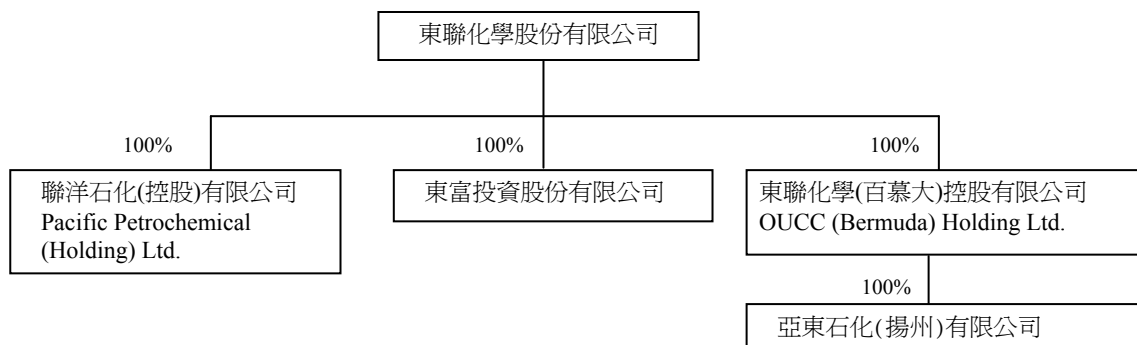 東聯化學股份有限公司
100%
100%
100%
聯洋石化(控股)有限公司
Pacific Petrochemical
(Holding) Ltd.
東富投資股份有限公司
東聯化學(百慕大)控股有限公司
OUCC (Bermuda) Holding Ltd.
100%
亞東石化(揚州)有限公司